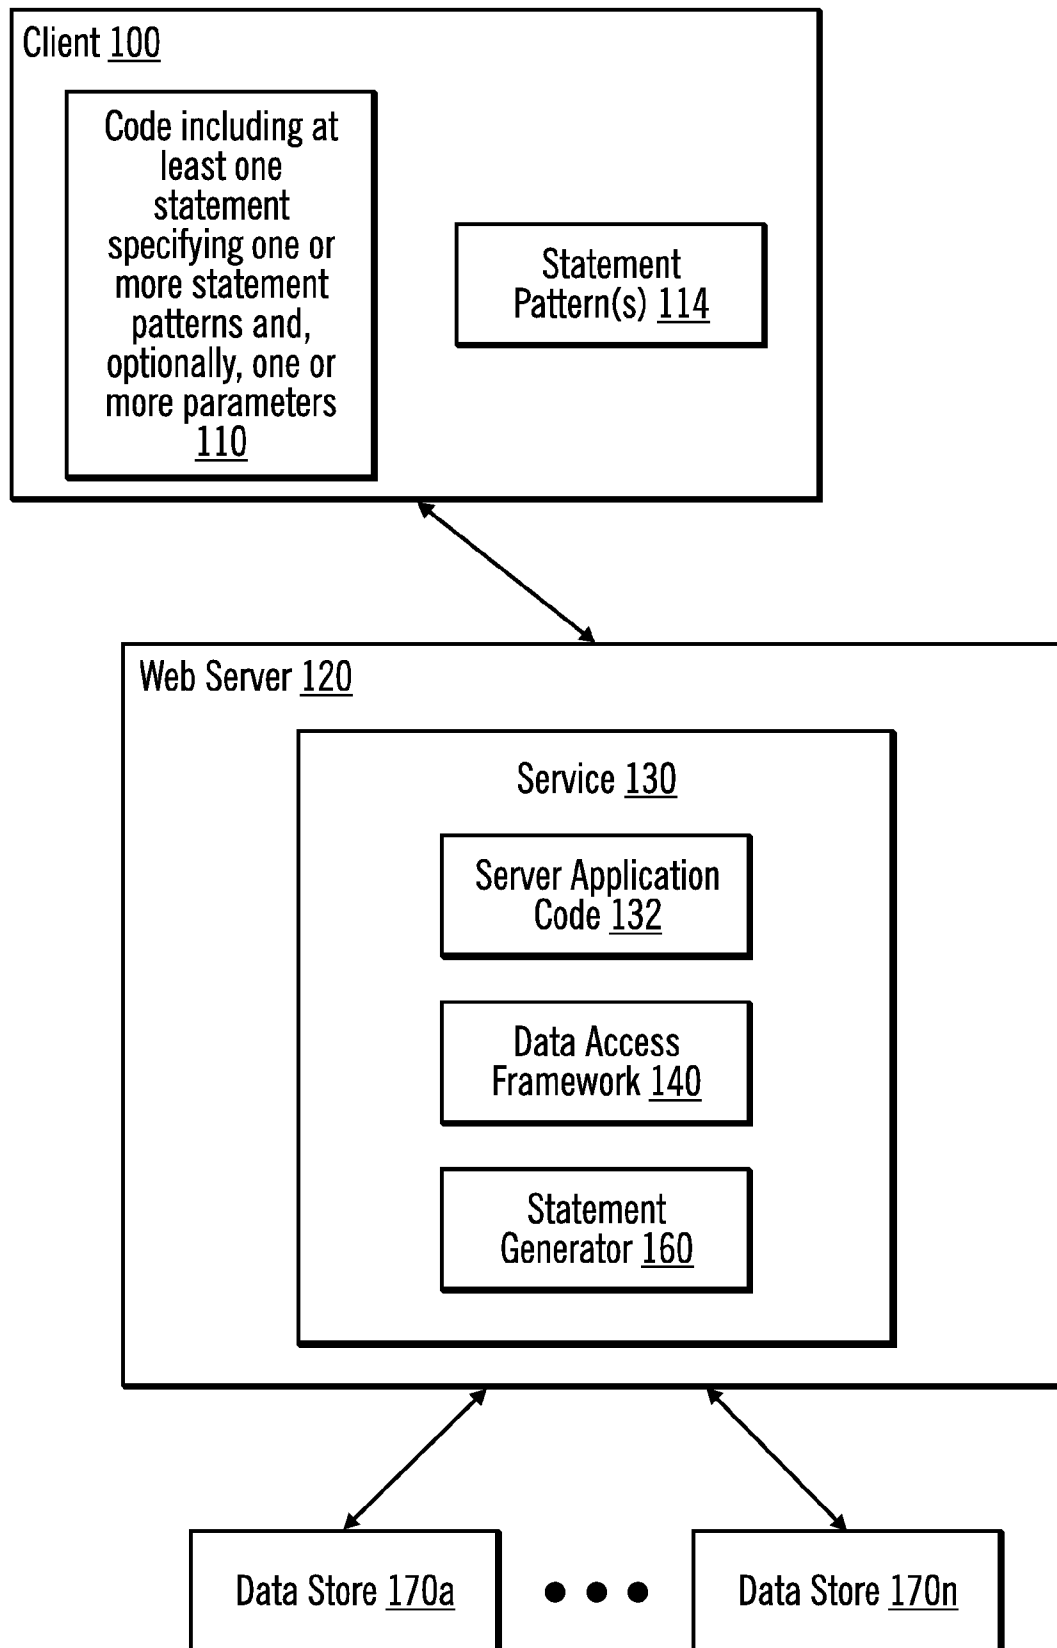 Client 100
Code including at
least one
statement
specifying one or
more statement
patterns and,
optionally, one or
more parameters
110
Statement
Pattern(s) 114
Web Server 120
Service 130
Server Application
Code 132
Data Access
Framework 140
Statement
Generator 160
Data Store 170a
Data Store 170n